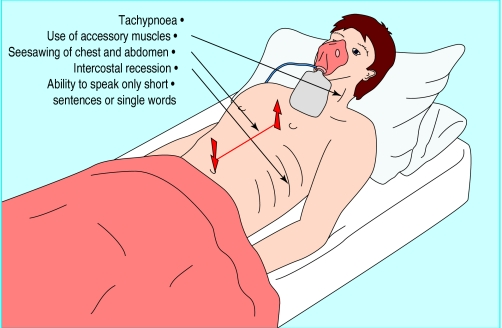 Tachypnoea •
Use of accessory muscles •
Seesawing of chest and abdomen •
Intercostal recession •
Ability to speak only short •
sentences or single words